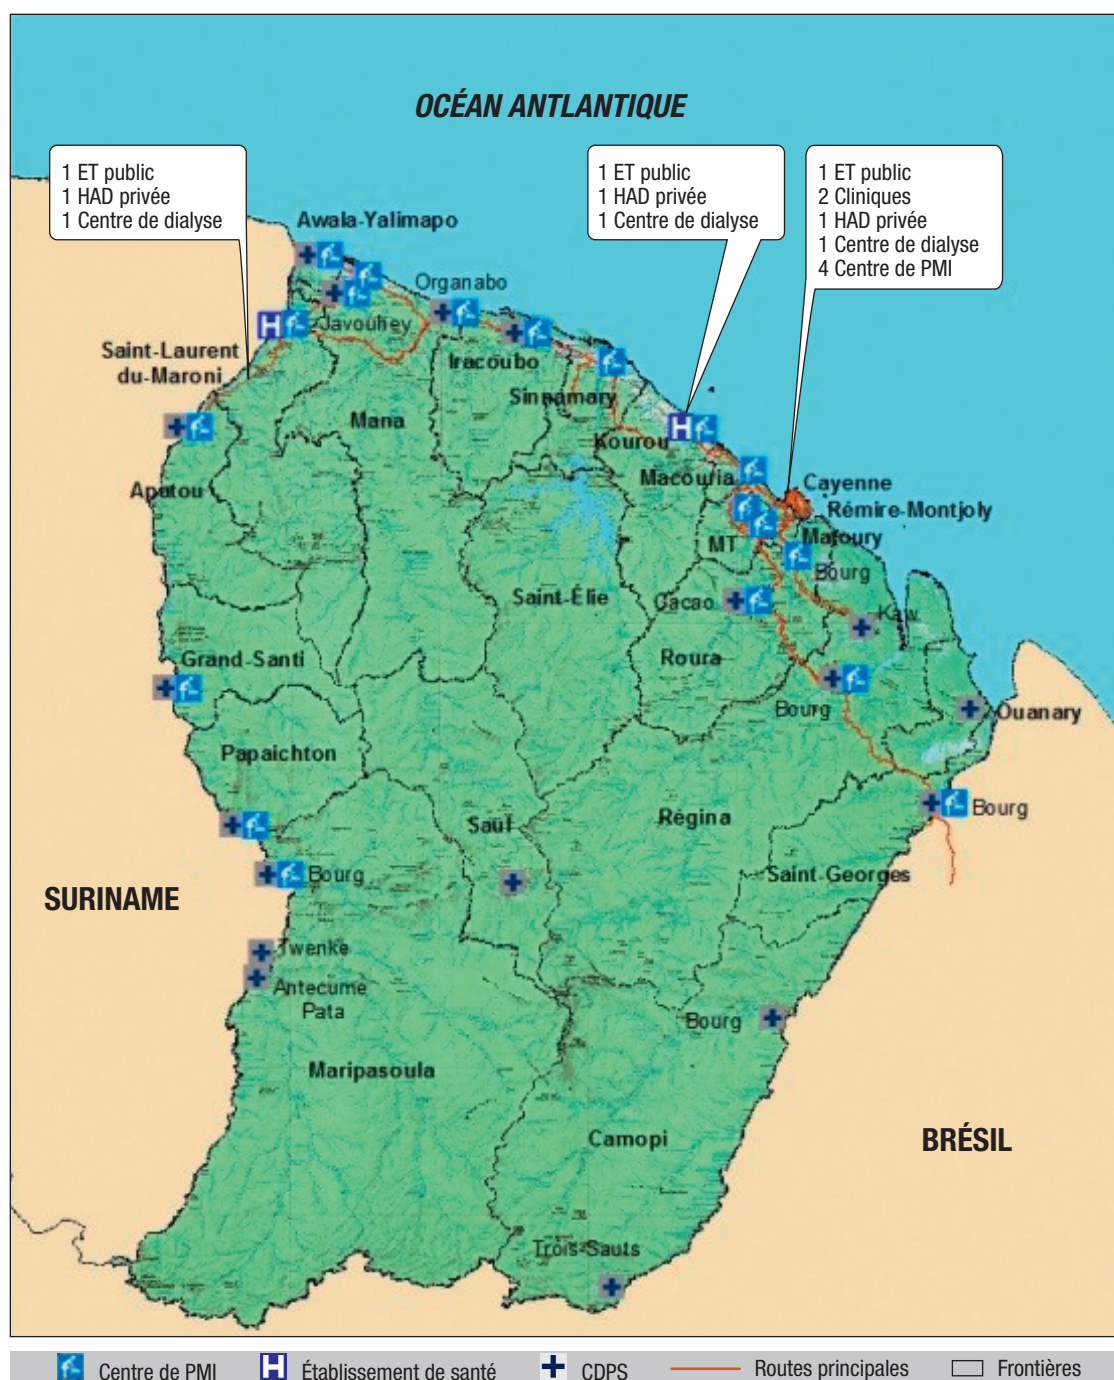 OCÉAN ANTLANTIQUE
1 ET public
1 HAD privée
1 Centre de dialyse
1 ET public
1 HAD privée
1 Centre de dialyse
1 ET public
2 Cliniques
1 HAD privée
1 Centre de dialyse
4 Centre de PMI
Awala-Yalimapo
Organabo
Javouhey
Saint-Laurent
du-Maroni
Iracoubo
Sinnamary
Mana
Kourou
Macouria
Cayenne
Rémire-Montjoly
Matoury
MT
Bourg
Apatou
Saint-Élie
Cacao
Kaw
Roura
Grand-Santi
Bourg
Ouanary
Papaichton
Saül
Régina
Bourg
Bourg
Saint-Georges
SURINAME
Twenke
Antecume
Pata
Bourg
Maripasoula
Camopi
BRÉSIL
Trois-Sauts
Centre de PMI
Établissement de santé
CDPS
Routes principales
Frontières